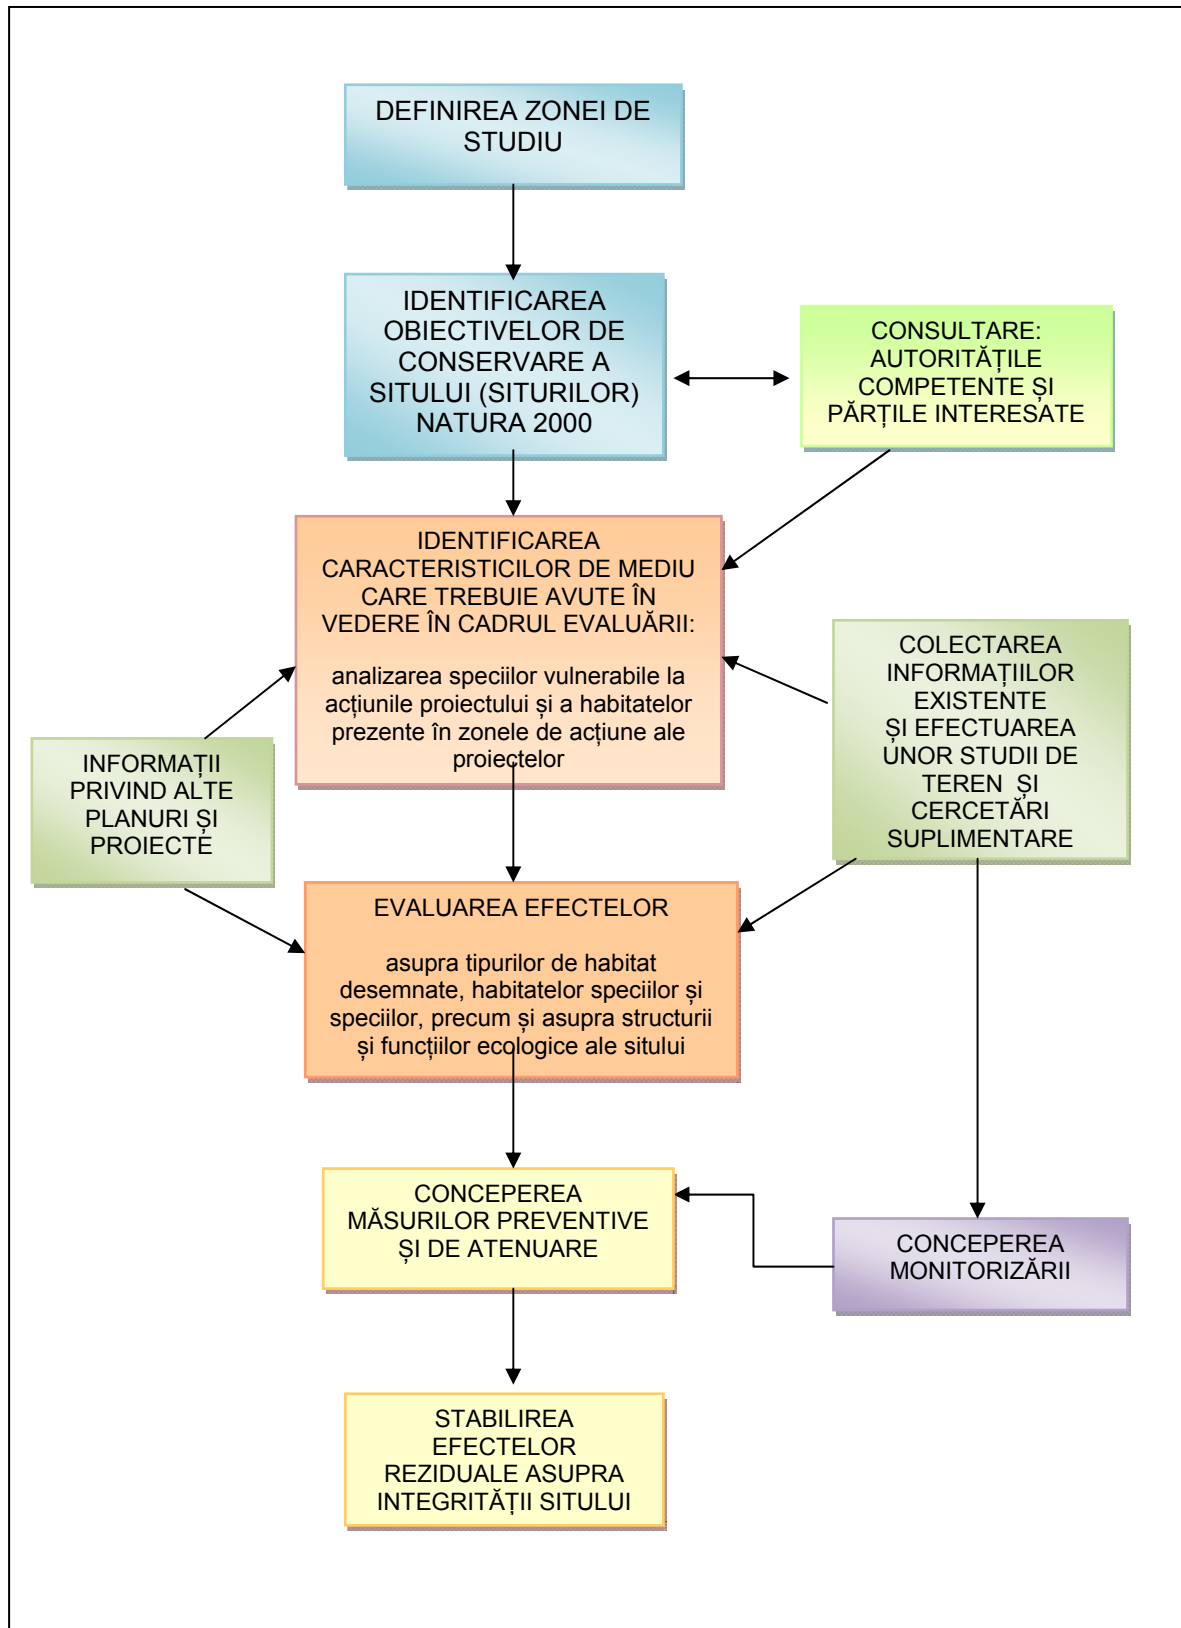 DEFINIREA ZONEI DE
STUDIU
IDENTIFICAREA
OBIECTIVELOR DE
CONSERVARE A
SITULUI (SITURILOR)
NATURA 2000
CONSULTARE:
AUTORITĂȚILE
COMPETENTE ȘI
PĂRȚILE INTERESATE
IDENTIFICAREA
CARACTERISTICILOR DE MEDIU
CARE TREBUIE AVUTE ÎN
VEDERE ÎN CADRUL EVALUĂRII:
analizarea speciilor vulnerabile la
acțiunile proiectului și a habitatelor
prezente în zonele de acțiune ale
proiectelor
COLECTAREA
INFORMAȚIILOR
EXISTENTE
ȘI EFECTUAREA
UNOR STUDII DE
TEREN ȘI
CERCETĂRI
SUPLIMENTARE
INFORMAȚII
PRIVIND ALTE
PLANURI ȘI
PROIECTE
EVALUAREA EFECTELOR
asupra tipurilor de habitat
desemnate, habitatelor speciilor și
speciilor, precum și asupra structurii
și funcțiilor ecologice ale sitului
CONCEPEREA
MĂSURILOR PREVENTIVE
ȘI DE ATENUARE
CONCEPEREA
MONITORIZĂRII
STABILIREA
EFECTELOR
REZIDUALE ASUPRA
INTEGRITĂȚII SITULUI